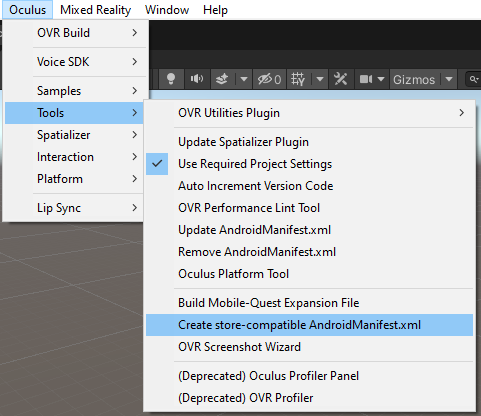 Oculus Mixed Reality Window Help
OVR Build
Voice SDK
Samples
Tools
Spatializer
Interaction
Platform
Lip Sync
0
Gizmos
OVR Utilities Plugin
Update Spatializer Plugin
Use Required Project Settings
Auto Increment Version Code
OVR Performance Lint Tool
Update AndroidManifest.xml
Remove AndroidManifest.xml
Oculus Platform Tool
Build Mobile-Quest Expansion File
Create store-compatible AndroidManifest.xml
OVR Screenshot Wizard
(Deprecated) Oculus Profiler Panel
(Deprecated) OVR Profiler